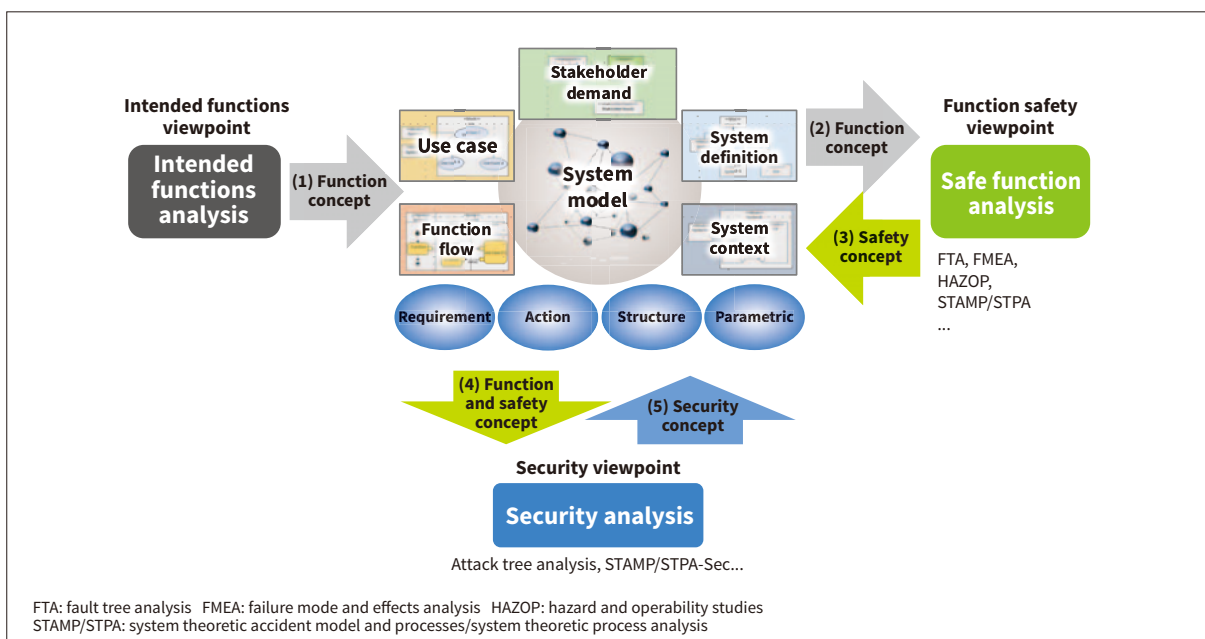 Intended functions
viewpoint
Intended
functions
analysis
(1) Function
concept
Stakeholder
demand
Use case
System
definition
System
model
Function
flow
System
context
Requirement
Action
Structure
Parametric
(2) Function
concept
Function safety
viewpoint
Safe function
analysis
(3) Safety
concept
FTA, FMEA,
HAZOP,
STAMP/STPA
...
(4) Function
and safety
concept
(5) Security
concept
Security viewpoint
Security analysis
Attack tree analysis, STAMP/STPA-Sec...
FTA: fault tree analysis FMEA: failure mode and effects analysis HAZOP: hazard and operability studies
STAMP/STPA: system theoretic accident model and processes/system theoretic process analysis